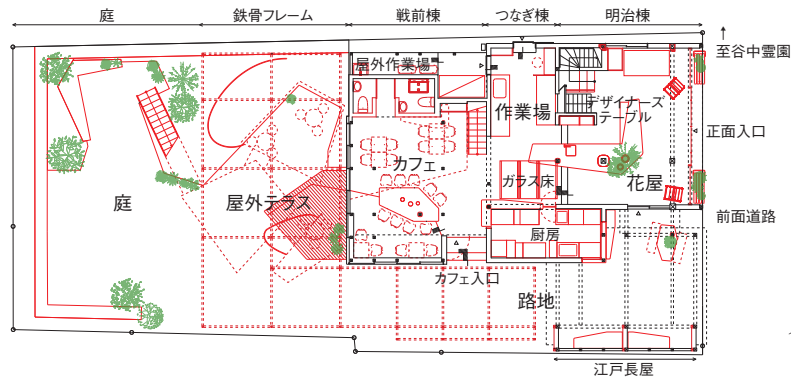 庭 鉄骨フレーム 戦前棟 つなぎ棟 明治棟
至谷中霊園
屋外作業場
作業場
デザイナーズ
テーブル
正面入口
カフェ
ガラス床
花屋
庭
屋外テラス
前面道路
厨房
カフェ入口
路地
江戸長屋